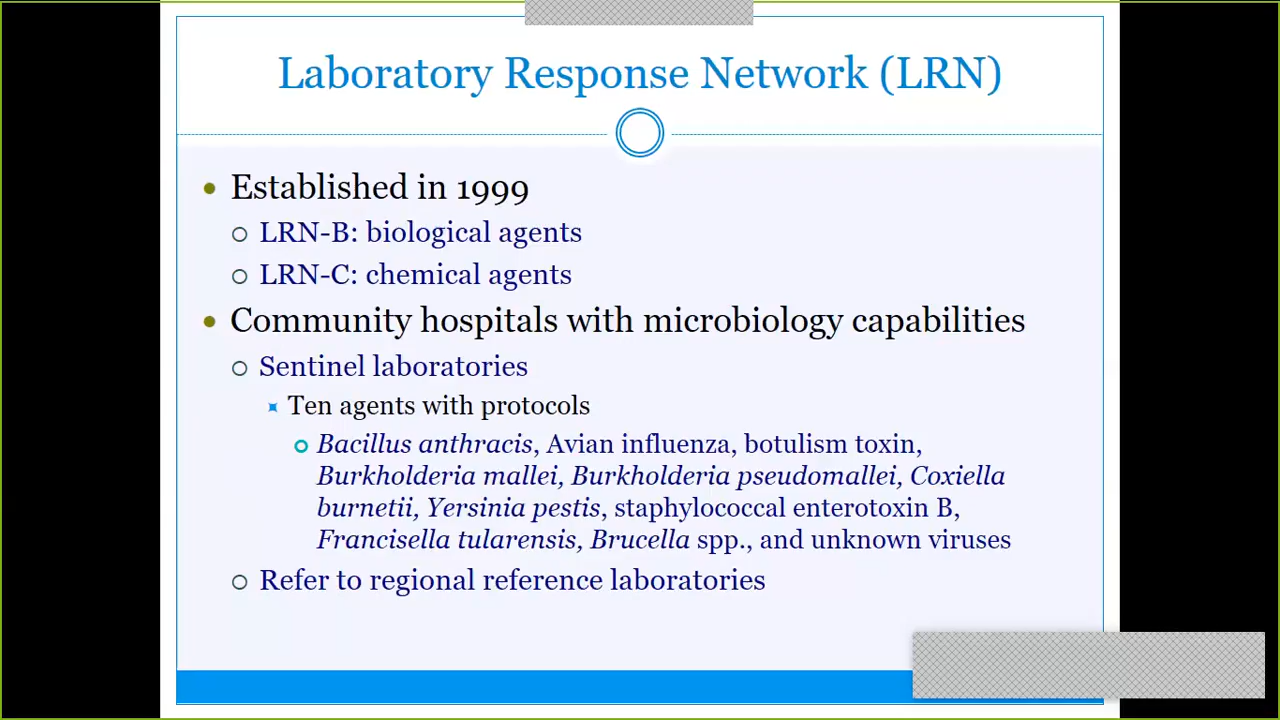 Laboratory Response Network (LRN)
Established in 1999
LRN-B: biological agents
LRN-C: chemical agents
Community hospitals with microbiology capabilities
Sentinel laboratories
Ten agents with protocols
Bacillus anthracis, Avian influenza, botulism toxin,
Burkholderia mallei, Burkholderia pseudomallei, Coxiella
burnetii, Yersinia pestis, staphylococcal enterotoxin B,
Francisella tularensis, Brucella spp., and unknown viruses
Refer to regional reference laboratories